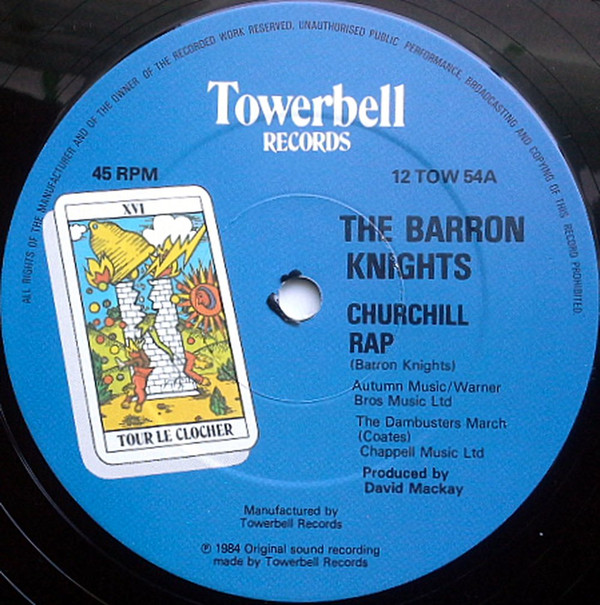 ALL RIGHTS OF THE MANUFACTURER AND OF THE OWNER OF THE RECORDED WORK RESERVED. UNAUTHORISED PUBLIC PERFORMANCE, BROADCASTING AND COPYING OF THIS RECORD PROHIBITED.
Towerbell
RECORDS
45 RPM
12 TOW 54A
XVI
TOUR LE CLOCHER
THE BARRON
KNIGHTS
CHURCHILL
RAP
(Barron Knights)
Autumn Music/Warner
Bros Music Ltd
The Dambusters March
(Coates)
Chappell Music Ltd
Produced by
David Mackay
Manufactured by
Towerbell Records
℗ 1984 Original sound recording
made by Towerbell Records